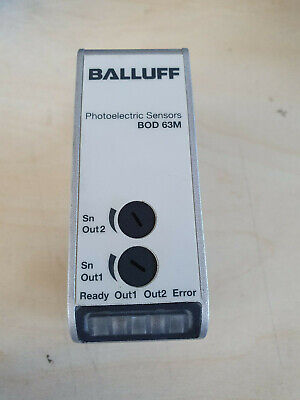 BALLUFF
Photoelectric Sensors
BOD 63M
Sn
Out2
Sn
Out1
Ready Out1 Out2 Error